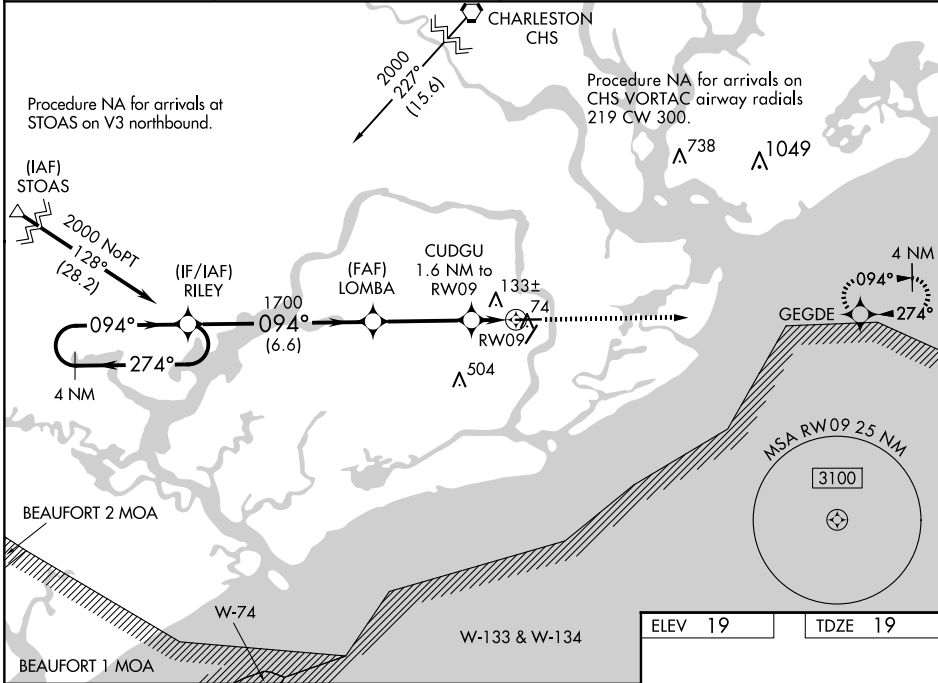 CHARLESTON
CHS
2000
227°
(15.6)
Procedure NA for arrivals at
STOAS on V3 northbound.
Procedure NA for arrivals on
CHS VORTAC airway radials
219 CW 300.
738
1049
(IAF)
STOAS
2000 NoPT
128°
(28.2)
(IF/IAF)
RILEY
094°
274°
4 NM
1700
094°
(6.6)
(FAF)
LOMBA
CUDGU
1.6 NM to
RW09
133±
74
RW09
504
4 NM
094°
274°
GEGDE
MSA RW09 25 NM
3100
BEAUFORT 2 MOA
W-74
W-133 & W-134
BEAUFORT 1 MOA
ELEV 19
TDZE 19